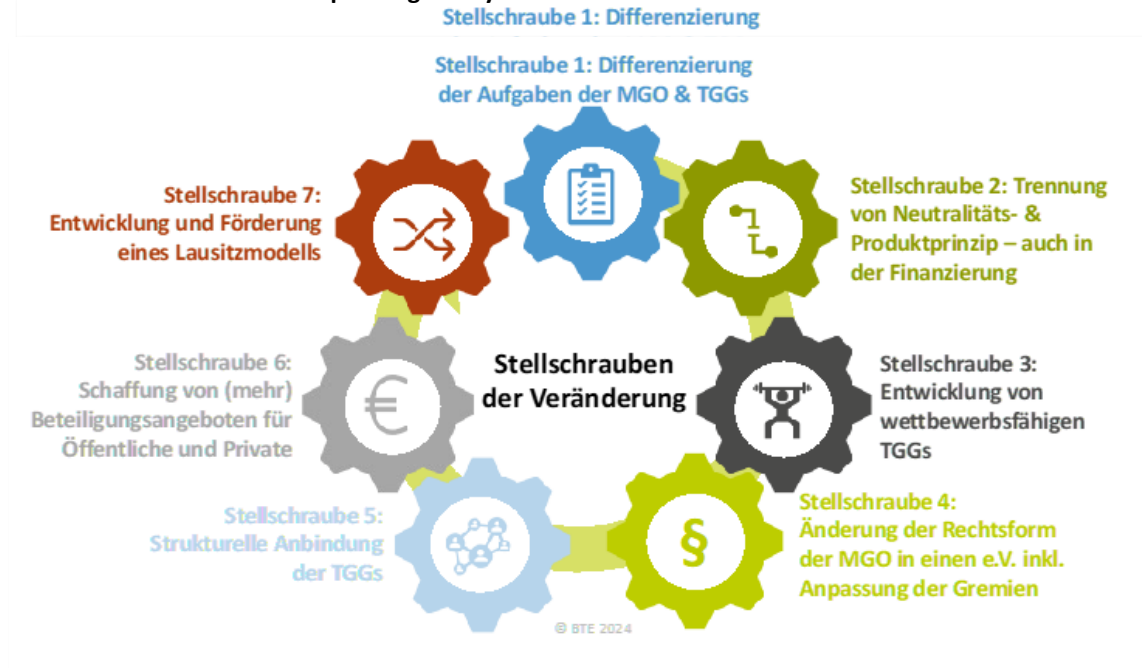 Stellschraube 1: Differenzierung
Stellschraube 1: Differenzierung
der Aufgaben der MGO & TGGs
Stellschraube 2: Trennung
von Neutralitäts- &
Produktprinzip – auch in
der Finanzierung
Stellschraube 3:
Entwicklung von
wettbewerbsfähigen
TGGs
Stellschraube 4:
Änderung der Rechtsform
der MGO in einen e.V. inkl.
Anpassung der Gremien
Stellschraube 5:
Strukturelle Anbindung
der TGGs
Stellschraube 6:
Schaffung von (mehr)
Beteiligungsangeboten für
Öffentliche und Private
Stellschraube 7:
Entwicklung und Förderung
eines Lausitzmodells
Stellschrauben
der Veränderung
€
§
© BTE 2024